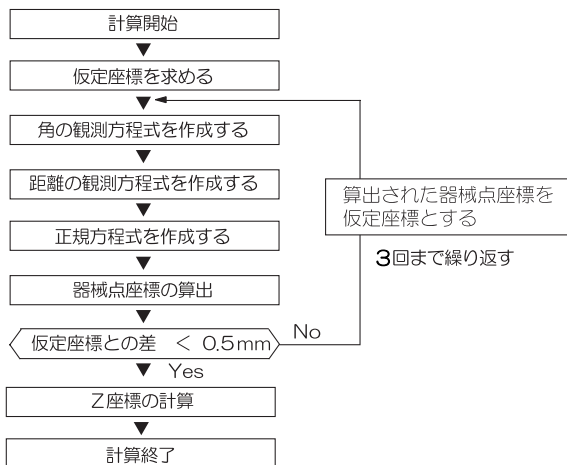 計算開始
仮定座標を求める
角の観測方程式を作成する
距離の観測方程式を作成する
正規方程式を作成する
器械点座標の算出
仮定座標との差 < 0.5mm
No
Yes
算出された器械点座標を
仮定座標とする
3回まで繰り返す
Z座標の計算
計算終了